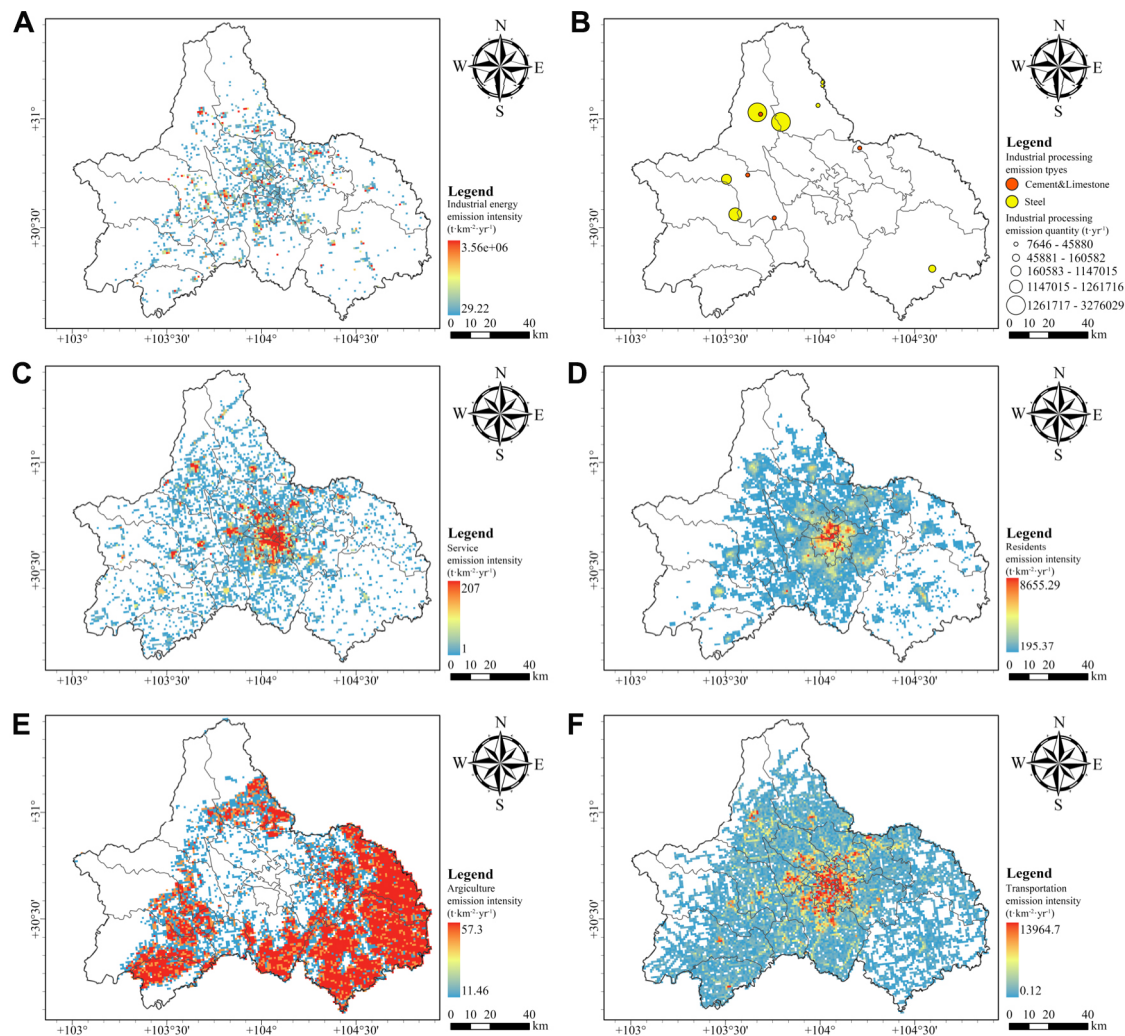 A
N
W
E
S
+31°
+30°30′
Legend
Industrial energy
emission intensity
(t·km⁻²·yr⁻¹)
3.56e+06
29.22
0 10 20 40
km
+103°
+103°30′
+104°
+104°30′
B
N
W
E
S
+31°
+30°30′
Legend
Industrial processing
emission tpyes
Cement&Limestone
Steel
Industrial processing
emission quantity (t·yr⁻¹)
7646 - 45880
45881 - 160582
160583 - 1147015
1147015 - 1261716
1261717 - 3276029
0 10 20 40
km
+103°
+103°30′
+104°
+104°30′
C
N
W
E
S
+31°
+30°30′
Legend
Service
emission intensity
(t·km⁻²·yr⁻¹)
207
1
0 10 20 40
km
+103°
+103°30′
+104°
+104°30′
D
N
W
E
S
+31°
+30°30′
Legend
Residents
emission intensity
(t·km⁻²·yr⁻¹)
8655.29
195.37
0 10 20 40
km
+103°
+103°30′
+104°
+104°30′
E
N
W
E
S
+31°
+30°30′
Legend
Argiculture
emission intensity
(t·km⁻²·yr⁻¹)
57.3
11.46
0 10 20 40
km
+103°
+103°30′
+104°
+104°30′
F
N
W
E
S
+31°
+30°30′
Legend
Transportation
emission intensity
(t·km⁻²·yr⁻¹)
13964.7
0.12
0 10 20 40
km
+103°
+103°30′
+104°
+104°30′